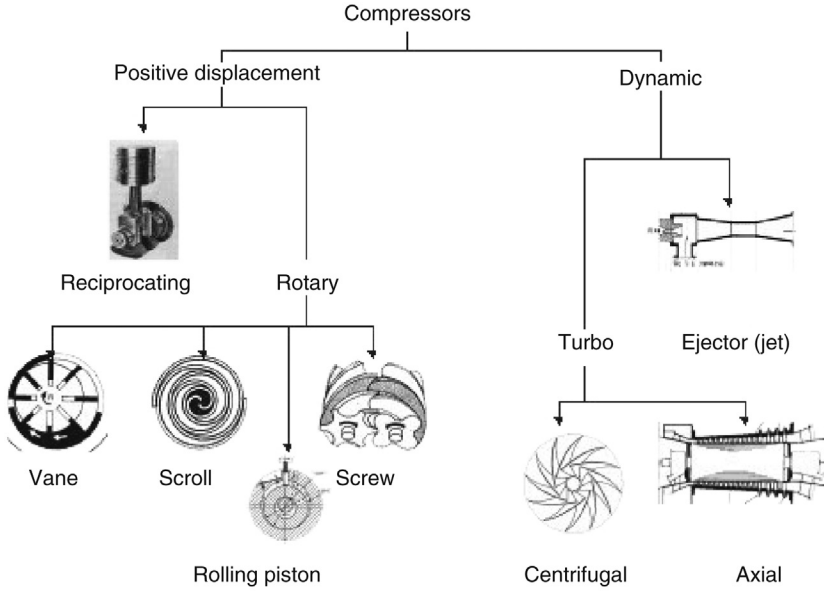 Compressors
Positive displacement
Dynamic
Reciprocating
Rotary
Turbo
Ejector (jet)
Vane
Scroll
Screw
Rolling piston
Centrifugal
Axial